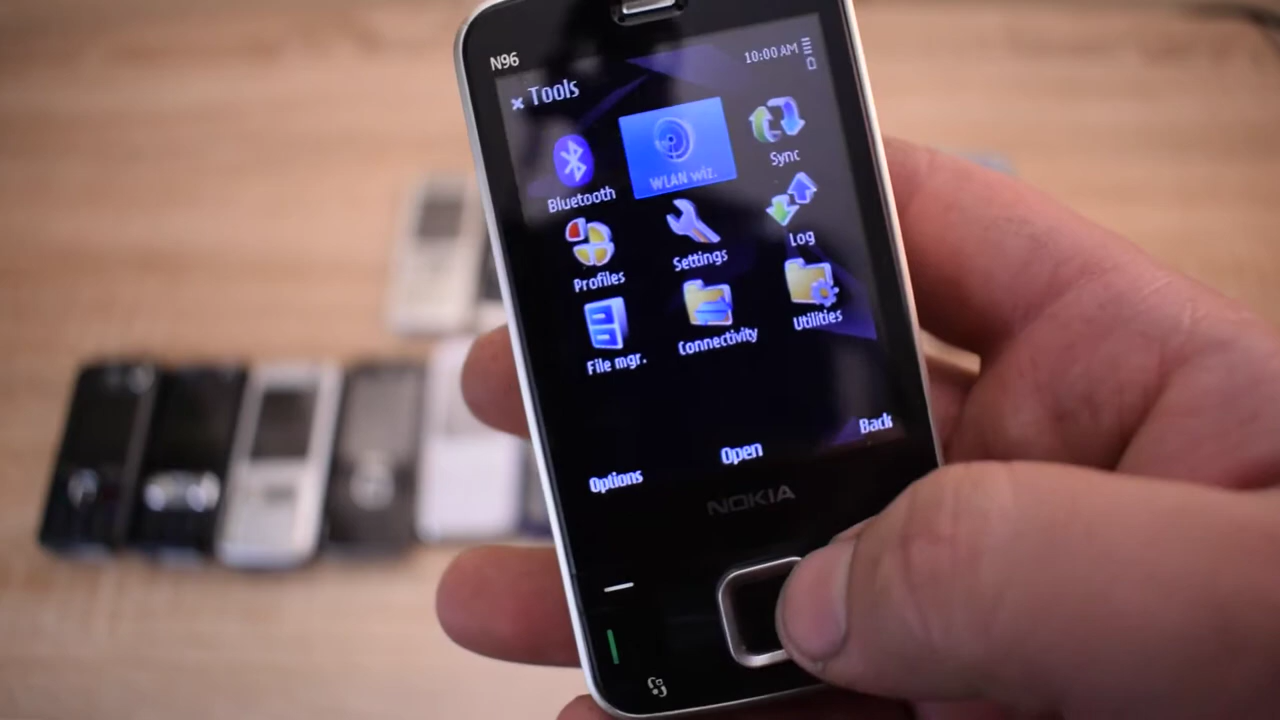 N96
10:00 AM
Tools
Bluetooth
WLAN wiz.
Sync
Profiles
Settings
Log
File mgr.
Connectivity
Utilities
Options
Open
Back
NOKIA